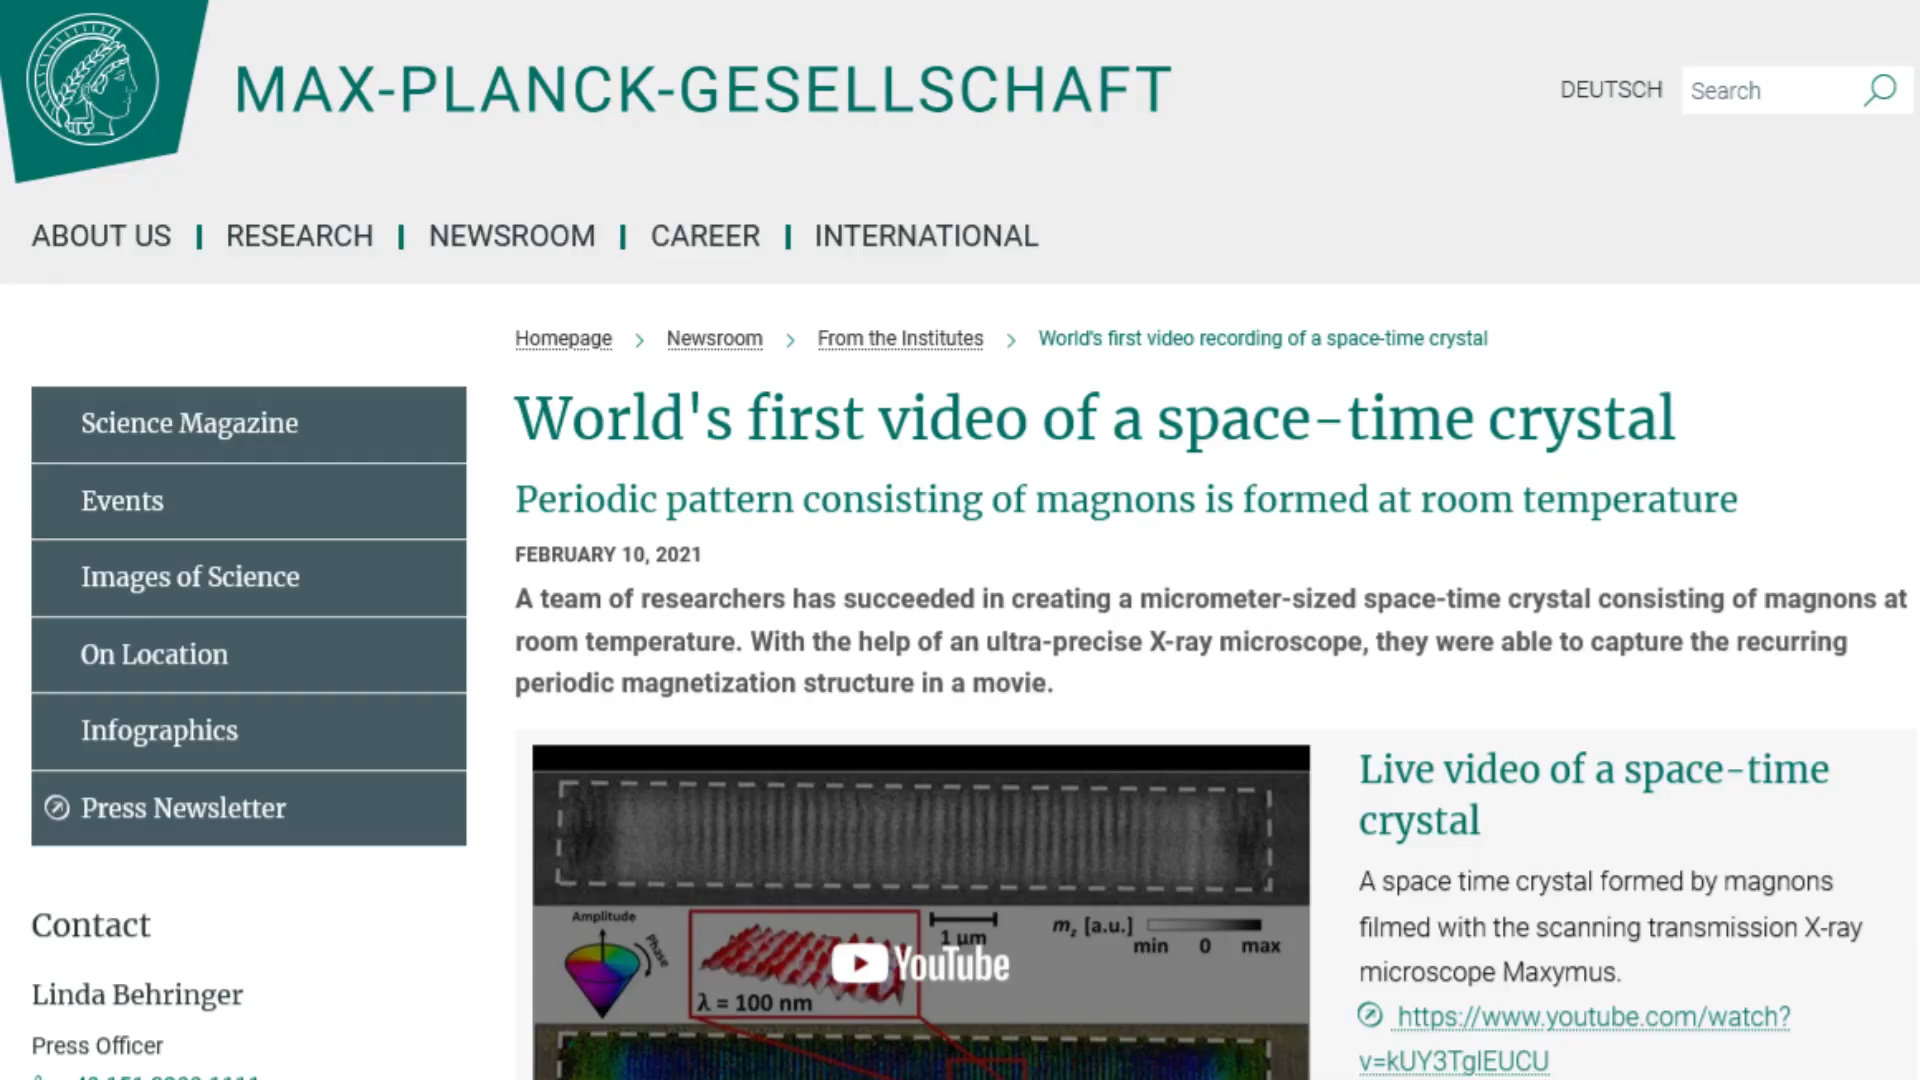 MAX-PLANCK-GESELLSCHAFT
DEUTSCH
Search
ABOUT US
RESEARCH
NEWSROOM
CAREER
INTERNATIONAL
Homepage
Newsroom
From the Institutes
World's first video recording of a space-time crystal
Science Magazine
Events
Images of Science
On Location
Infographics
Press Newsletter
Contact
Linda Behringer
Press Officer
World's first video of a space-time crystal
Periodic pattern consisting of magnons is formed at room temperature
FEBRUARY 10, 2021
A team of researchers has succeeded in creating a micrometer-sized space-time crystal consisting of magnons at
room temperature. With the help of an ultra-precise X-ray microscope, they were able to capture the recurring
periodic magnetization structure in a movie.
Amplitude
Phase
λ = 100 nm
1 µm
YouTube
mz [a.u.]
min 0 max
Live video of a space-time
crystal
A space time crystal formed by magnons
filmed with the scanning transmission X-ray
microscope Maxymus.
https://www.youtube.com/watch?
v=kUY3TglEUCU